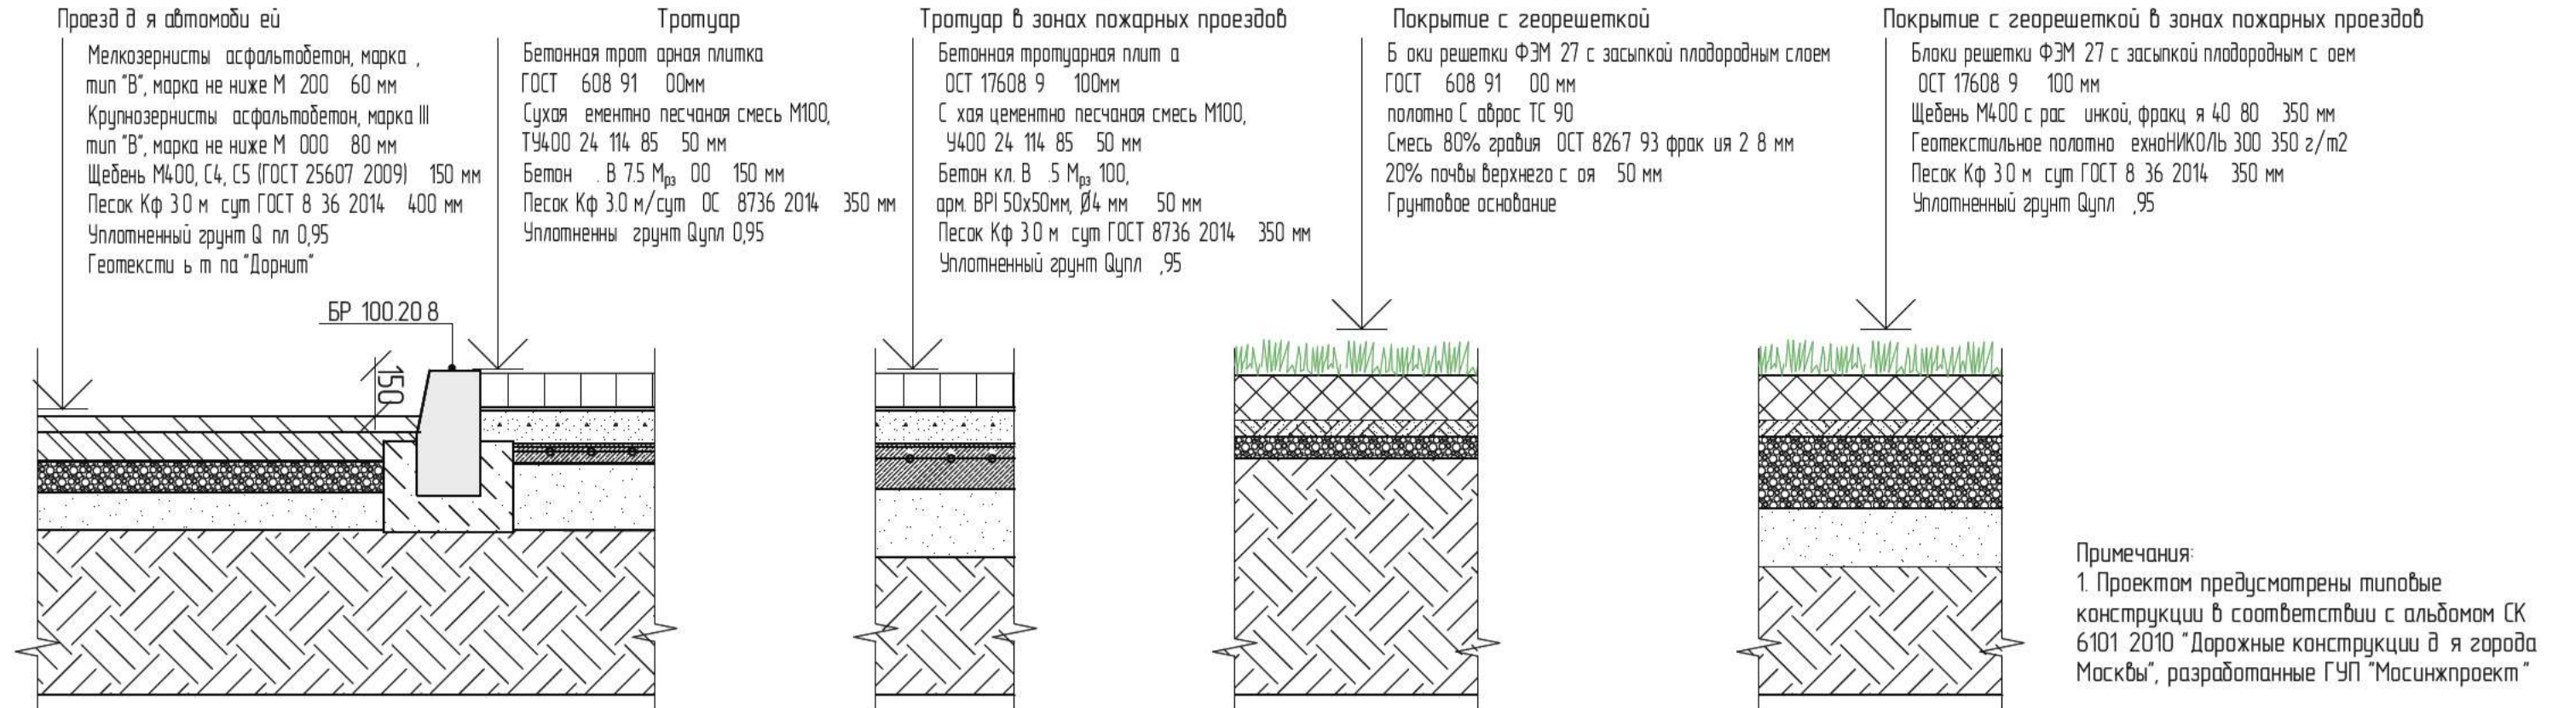 Проезд д я автомоби ей
Мелкозернисты асфальтобетон, марка ,
тип "В", марка не ниже М 200 60 мм
Крупнозернисты асфальтобетон, марка III
тип "В", марка не ниже М 000 80 мм
Щебень М400, С4, С5 (ГОСТ 25607 2009) 150 мм
Песок Кф 3 0 м сут ГОСТ 8 36 2014 400 мм
Уплотненный грунт Q пл 0,95
Геотексти ь т па "Дорнит"
БР 100.20 8
150
Тротуар
Бетонная трот арная плитка
ГОСТ 608 91 00мм
Сухая ементно песчаная смесь М100,
ТУ400 24 114 85 50 мм
Бетон . В 7.5 Мрз 00 150 мм
Песок Кф 3.0 м/сут ОС 8736 2014 350 мм
Уплотненны грунт Qупл 0,95
Тротуар в зонах пожарных проездов
Бетонная тротуарная плит а
ОСТ 17608 9 100мм
С хая цементно песчаная смесь М100,
У400 24 114 85 50 мм
Бетон кл. В .5 Мрз 100,
арм. ВРI 50х50мм, Ø4 мм 50 мм
Песок Кф 3 0 м сут ГОСТ 8736 2014 350 мм
Уплотненный грунт Qупл ,95
Покрытие с георешеткой
Б оки решетки ФЭМ 27 с засыпкой плодородным слоем
ГОСТ 608 91 00 мм
полотно С аврос ТС 90
Смесь 80% гравия ОСТ 8267 93 фрак ия 2 8 мм
20% почвы верхнего с оя 50 мм
Грунтовое основание
Покрытие с георешеткой в зонах пожарных проездов
Блоки решетки ФЭМ 27 с засыпкой плодородным с оем
ОСТ 17608 9 100 мм
Щебень М400 с рас инкой, фракц я 40 80 350 мм
Геотекстильное полотно ехноНИКОЛЬ 300 350 г/m2
Песок Кф 3 0 м сут ГОСТ 8 36 2014 350 мм
Уплотненный грунт Qупл ,95
Примечания:
1. Проектом предусмотрены типовые
конструкции в соответствии с альбомом СК
6101 2010 "Дорожные конструкции д я города
Москвы", разработанные ГУП "Мосинжпроект"